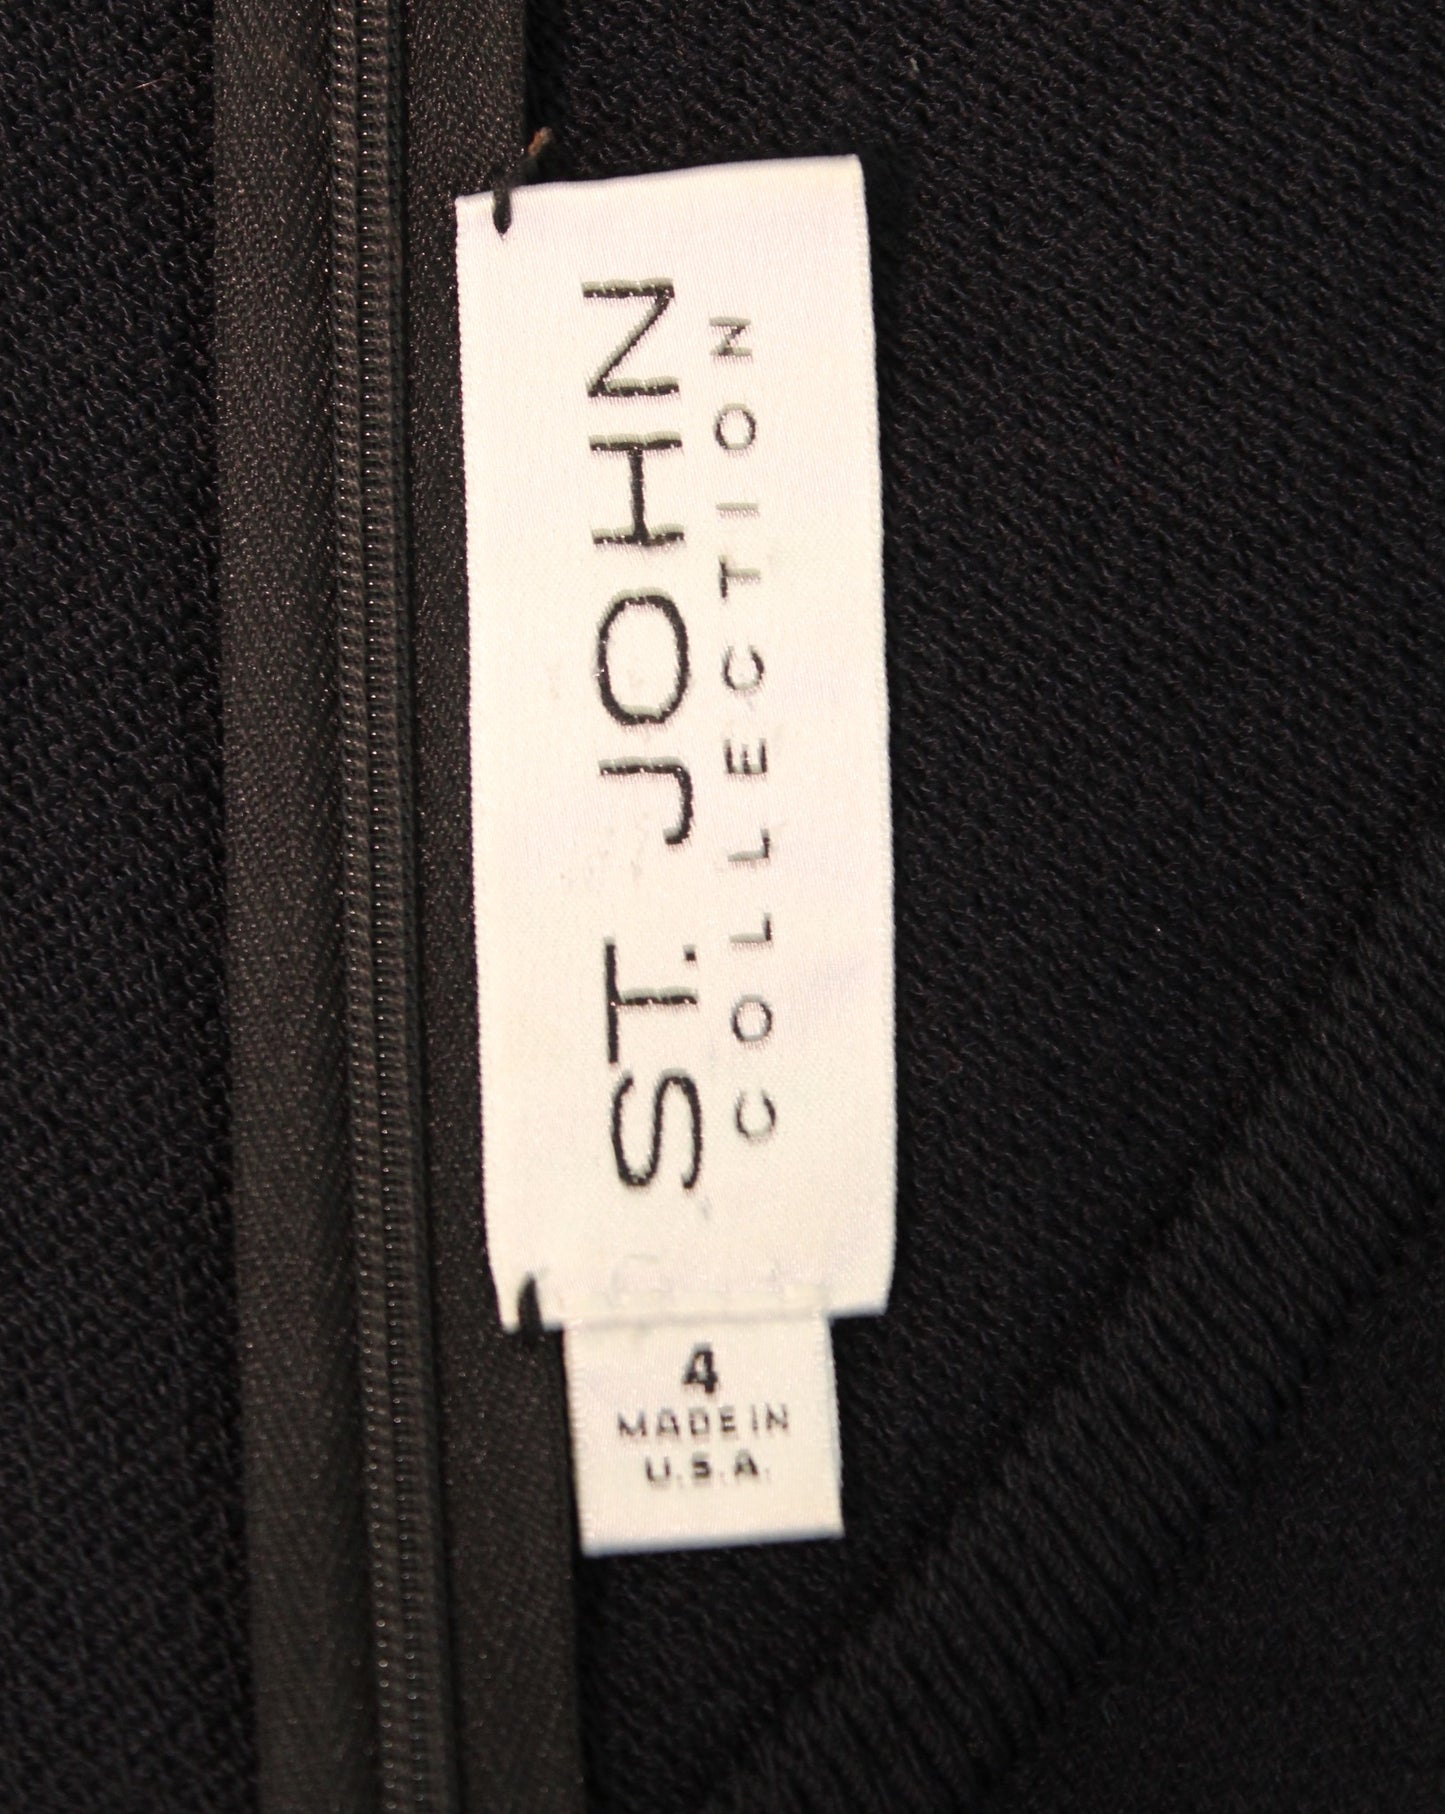 ST. JOHN
COLLECTION
4
MADE IN
U.S.A.